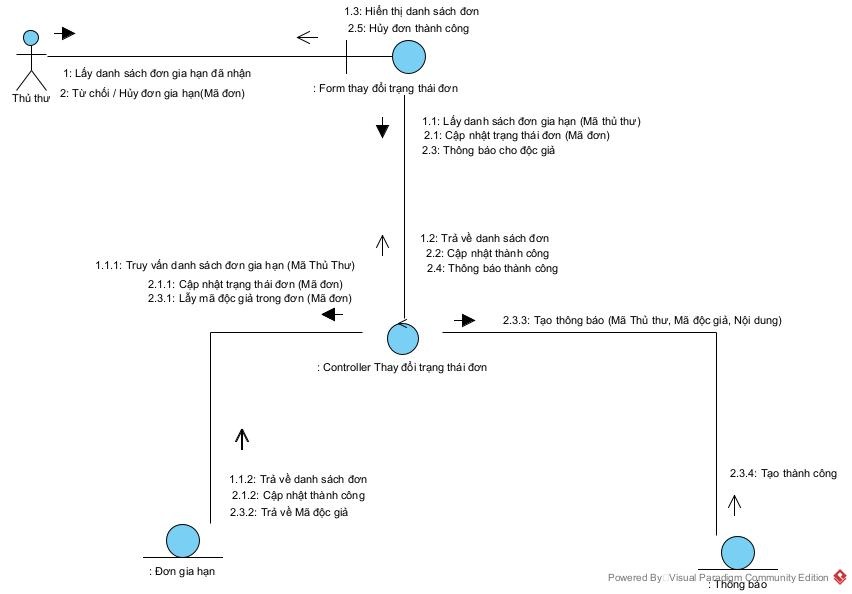 1.3: Hiển thị danh sách đơn
2.5: Hủy đơn thành công
1: Lấy danh sách đơn gia hạn đã nhận
2: Từ chối / Hủy đơn gia hạn(Mã đơn)
Thủ thư
: Form thay đổi trạng thái đơn
1.1: Lấy danh sách đơn gia hạn (Mã thủ thư)
2.1: Cập nhật trạng thái đơn (Mã đơn)
2.3: Thông báo cho độc giả
1.2: Trả về danh sách đơn
2.2: Cập nhật thành công
2.4: Thông báo thành công
1.1.1: Truy vấn danh sách đơn gia hạn (Mã Thủ Thư)
2.1.1: Cập nhật trạng thái đơn (Mã đơn)
2.3.1: Lẫy mã độc giả trong đơn (Mã đơn)
2.3.3: Tạo thông báo (Mã Thủ thư, Mã độc giả, Nội dung)
: Controller Thay đổi trạng thái đơn
1.1.2: Trả về danh sách đơn
2.1.2: Cập nhật thành công
2.3.2: Trả về Mã độc giả
2.3.4: Tạo thành công
: Đơn gia hạn
Powered By Visual Paradigm Community Edition
: Thông báo